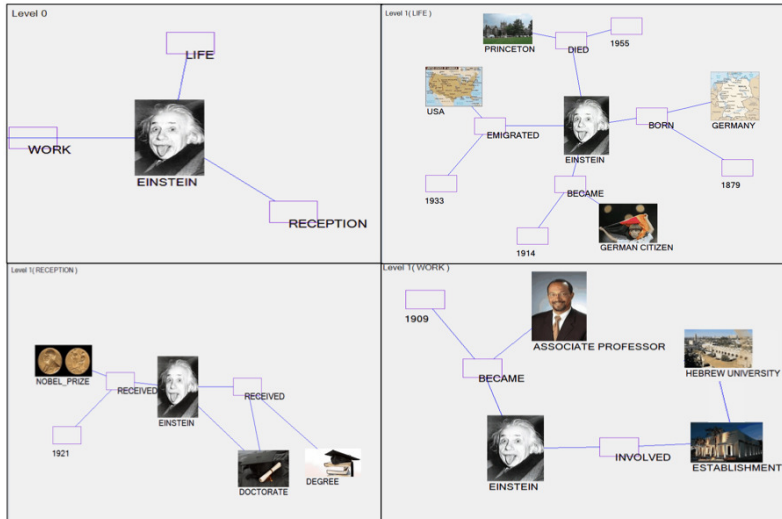 Level 0
LIFE
WORK
EINSTEIN
RECEPTION
Level 1( LIFE )
PRINCETON
DIED
1955
USA
EMIGRATED
EINSTEIN
BORN
GERMANY
1933
BECAME
1879
1914
GERMAN CITIZEN
Level 1( RECEPTION )
NOBEL_PRIZE
RECEIVED
EINSTEIN
RECEIVED
1921
DOCTORATE
DEGREE
Level 1( WORK )
1909
ASSOCIATE PROFESSOR
BECAME
HEBREW UNIVERSITY
EINSTEIN
INVOLVED
ESTABLISHMENT